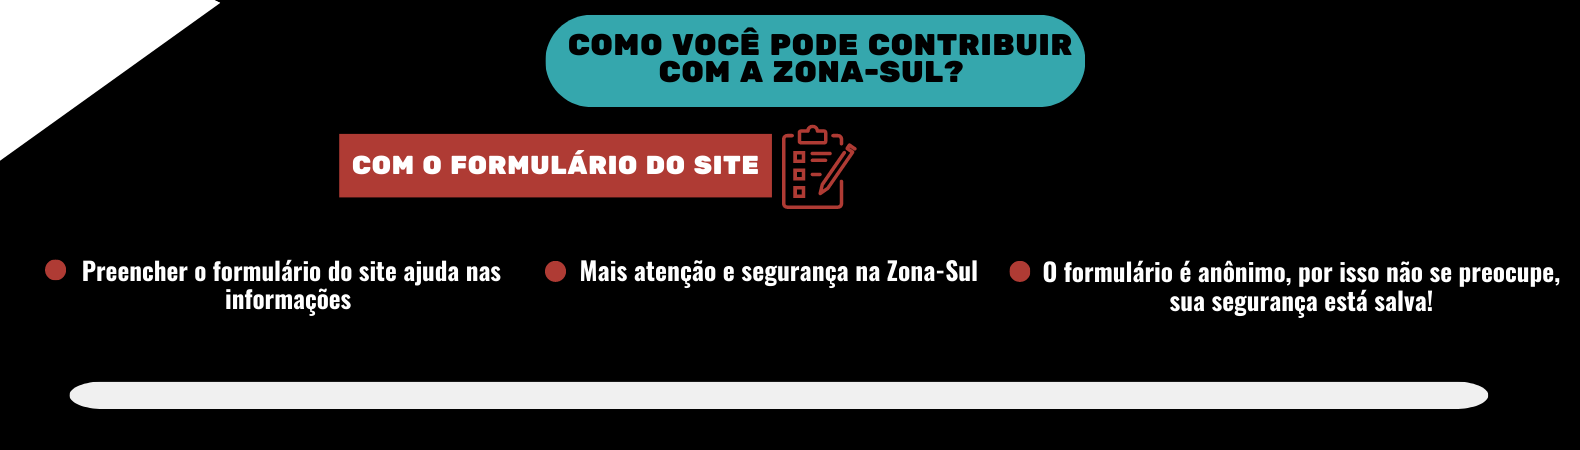 COMO VOCÊ PODE CONTRIBUIR
COM A ZONA-SUL?
COM O FORMULÁRIO DO SITE
Preencher o formulário do site ajuda nas
informações
Mais atenção e segurança na Zona-Sul
O formulário é anônimo, por isso não se preocupe,
sua segurança está salva!